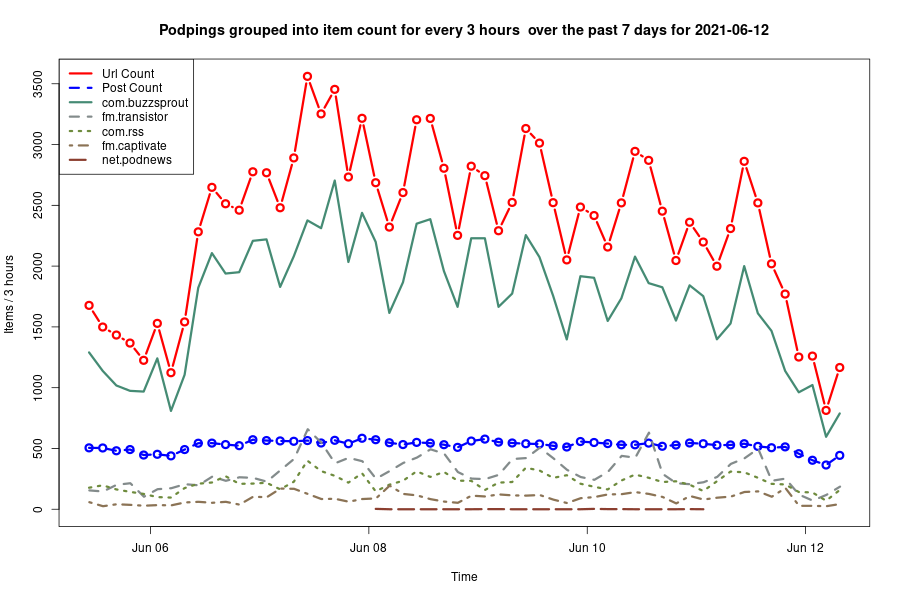 Podpings grouped into item count for every 3 hours  over the past 7 days for 2021-06-12
Url Count
Post Count
com.buzzsprout
fm.transistor
com.rss
fm.captivate
net.podnews
Items / 3 hours
3500
3000
2500
2000
1500
1000
500
0
Jun 06
Jun 08
Jun 10
Jun 12
Time